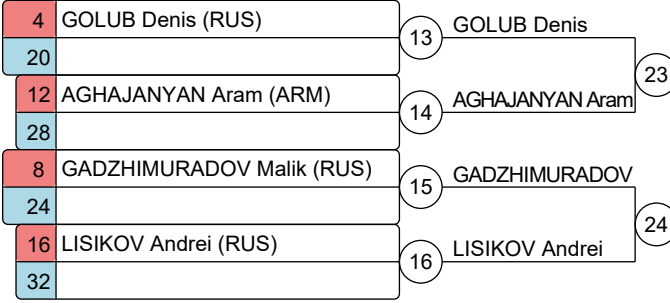 4 GOLUB Denis (RUS)
20
13 GOLUB Denis
12 AGHAJANYAN Aram (ARM)
28
14 AGHAJANYAN Aram
23
8 GADZHIMURADOV Malik (RUS)
24
15 GADZHIMURADOV
16 LISIKOV Andrei (RUS)
32
16 LISIKOV Andrei
24